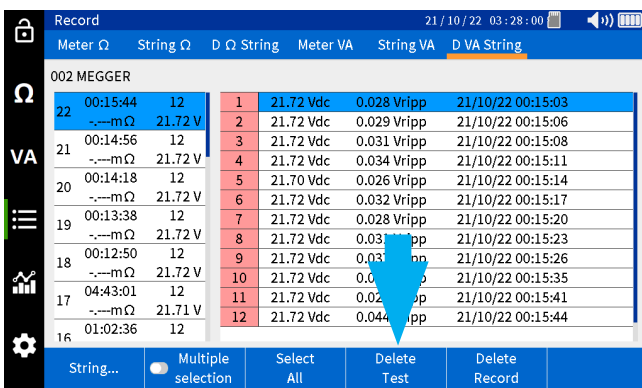 Record 21/10/22 03:28:00
Meter Ω String Ω D Ω String Meter VA String VA D VA String
002 MEGGER
Ω
VA
22 00:15:44 12
-.---mΩ 21.72 V
21 00:14:56 12
-.---mΩ 21.72 V
20 00:14:18 12
-.---mΩ 21.72 V
19 00:13:38 12
-.---mΩ 21.72 V
18 00:12:50 12
-.---mΩ 21.72 V
17 04:43:01 12
-.---mΩ 21.71 V
16 01:02:36 12
1 21.72 Vdc 0.028 Vripp 21/10/22 00:15:03
2 21.72 Vdc 0.029 Vripp 21/10/22 00:15:06
3 21.72 Vdc 0.031 Vripp 21/10/22 00:15:08
4 21.72 Vdc 0.034 Vripp 21/10/22 00:15:11
5 21.70 Vdc 0.026 Vripp 21/10/22 00:15:14
6 21.72 Vdc 0.032 Vripp 21/10/22 00:15:17
7 21.72 Vdc 0.028 Vripp 21/10/22 00:15:20
8 21.72 Vdc 21/10/22 00:15:23
9 21.72 Vdc 21/10/22 00:15:26
10 21.72 Vdc 21/10/22 00:15:35
11 21.72 Vdc 21/10/22 00:15:41
12 21.72 Vdc 0.044 21/10/22 00:15:44
String... Multiple selection Select All Delete Test Delete Record